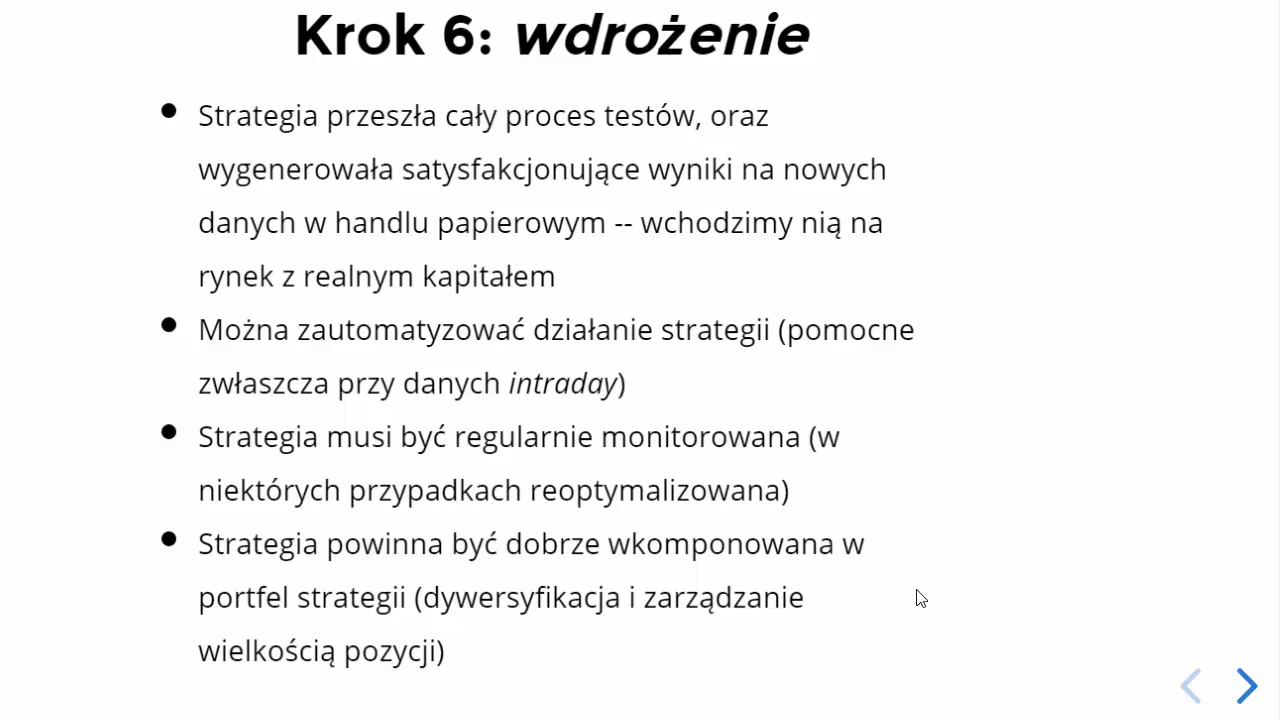 Krok 6: wdrożenie
Strategia przeszła cały proces testów, oraz
wygenerowała satysfakcjonujące wyniki na nowych
danych w handlu papierowym -- wchodzimy nią na
rynek z realnym kapitałem
Można zautomatyzować działanie strategii (pomocne
zwłaszcza przy danych intraday)
Strategia musi być regularnie monitorowana (w
niektórych przypadkach reoptymalizowana)
Strategia powinna być dobrze wkomponowana w
portfel strategii (dywersyfikacja i zarządzanie
wielkością pozycji)